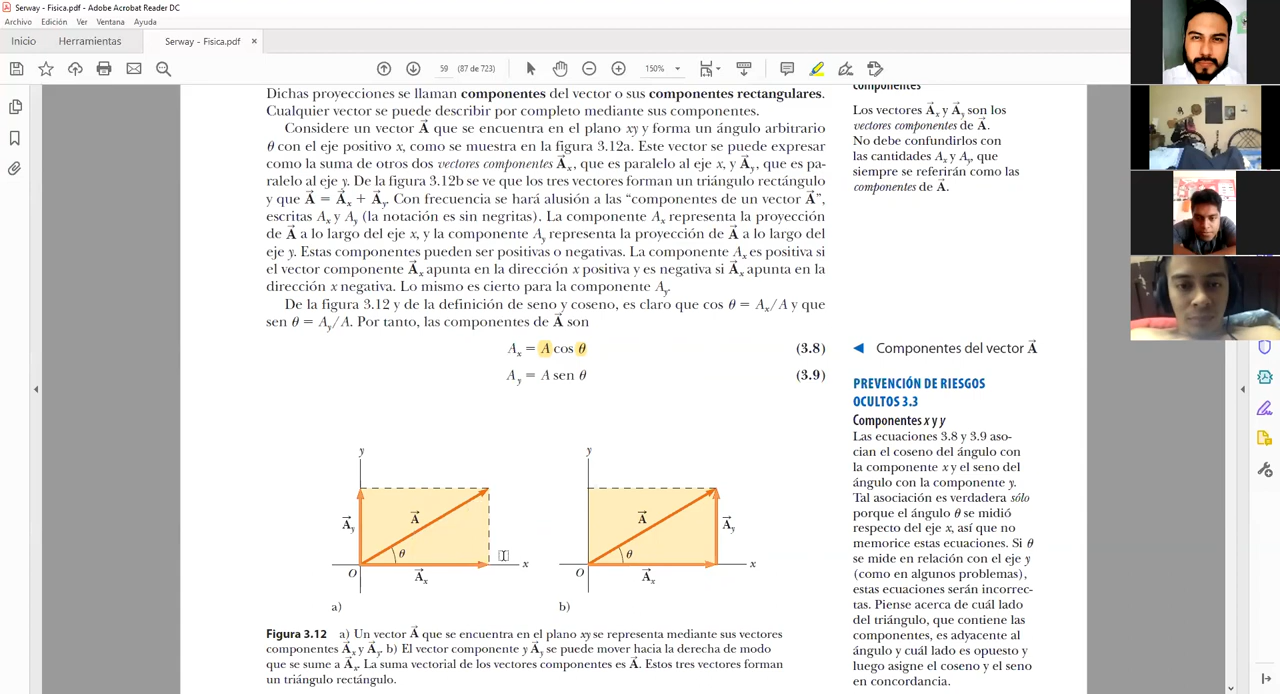 Serway - Fisica.pdf - Adobe Acrobat Reader DC
Archivo Edición Ver Ventana Ayuda
Inicio Herramientas Serway - Fisica.pdf ×
59 (87 de 723) 150%
Dichas proyecciones se llaman componentes del vector o sus componentes rectangulares.
Cualquier vector se puede describir por completo mediante sus componentes.
Considere un vector A⃗ que se encuentra en el plano xy y forma un ángulo arbitrario
θ con el eje positivo x, como se muestra en la figura 3.12a. Este vector se puede expresar
como la suma de otros dos vectores componentes A⃗x, que es paralelo al eje x, y A⃗y, que es pa-
ralelo al eje y. De la figura 3.12b se ve que los tres vectores forman un triángulo rectángulo
y que A⃗ = A⃗x + A⃗y. Con frecuencia se hará alusión a las “componentes de un vector A⃗”,
escritas Ax y Ay (la notación es sin negritas). La componente Ax representa la proyección
de A⃗ a lo largo del eje x, y la componente Ay representa la proyección de A⃗ a lo largo del
eje y. Estas componentes pueden ser positivas o negativas. La componente Ax es positiva si
el vector componente A⃗x apunta en la dirección x positiva y es negativa si A⃗x apunta en la
dirección x negativa. Lo mismo es cierto para la componente Ay.
De la figura 3.12 y de la definición de seno y coseno, es claro que cos θ = Ax/A y que
sen θ = Ay/A. Por tanto, las componentes de A⃗ son
Ax = A cos θ (3.8)
Ay = A sen θ (3.9)
componentes
Los vectores A⃗x y A⃗y son los
vectores componentes de A⃗.
No debe confundirlos con
las cantidades Ax y Ay, que
siempre se referirán como las
componentes de A⃗.
◀ Componentes del vector A⃗
PREVENCIÓN DE RIESGOS
OCULTOS 3.3
Componentes x y y
Las ecuaciones 3.8 y 3.9 aso-
cian el coseno del ángulo con
la componente x y el seno del
ángulo con la componente y.
Tal asociación es verdadera sólo
porque el ángulo θ se midió
respecto del eje x, así que no
memorice estas ecuaciones. Si θ
se mide en relación con el eje y
(como en algunos problemas),
estas ecuaciones serán incorrec-
tas. Piense acerca de cuál lado
del triángulo, que contiene las
componentes, es adyacente al
ángulo y cuál lado es opuesto y
luego asigne el coseno y el seno
en concordancia.
y
A⃗y
A⃗
θ
O
A⃗x
x
a)
y
A⃗
A⃗y
θ
O
A⃗x
x
b)
Figura 3.12 a) Un vector A⃗ que se encuentra en el plano xy se representa mediante sus vectores
componentes A⃗x y A⃗y. b) El vector componente y A⃗y se puede mover hacia la derecha de modo
que se sume a A⃗x. La suma vectorial de los vectores componentes es A⃗. Estos tres vectores forman
un triángulo rectángulo.